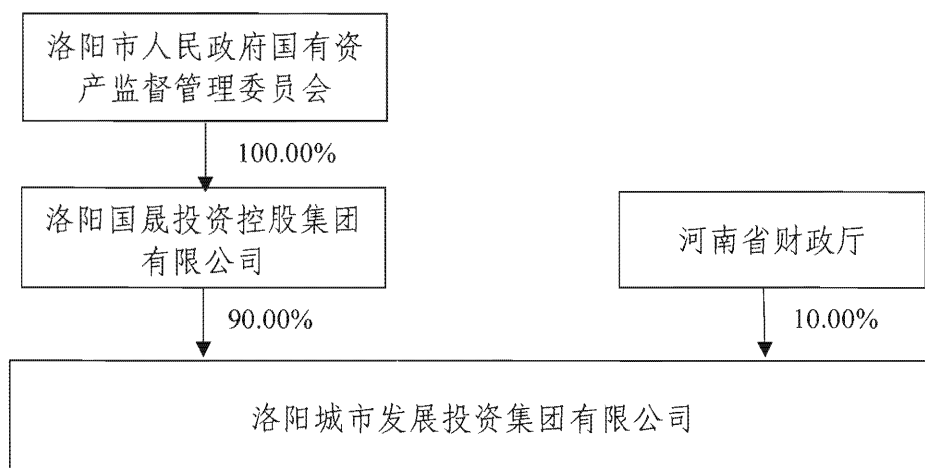 洛阳市人民政府国有资
产监督管理委员会
100.00%
洛阳国晟投资控股集团
有限公司
河南省财政厅
90.00%
10.00%
洛阳城市发展投资集团有限公司